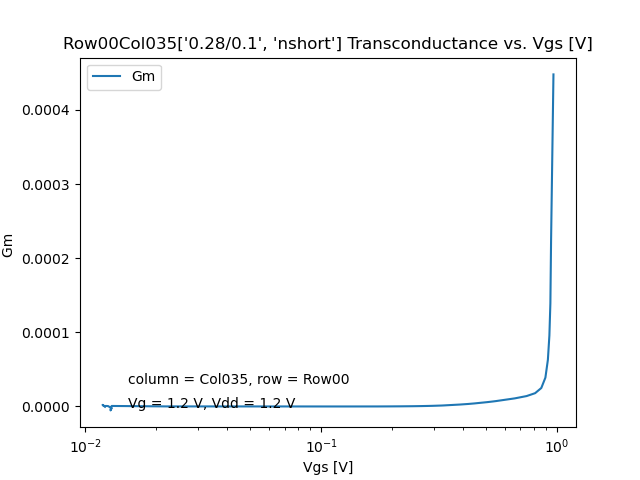 Row00Col035['0.28/0.1', 'nshort'] Transconductance vs. Vgs [V]
Gm
0.0004
0.0003
0.0002
0.0001
0.0000
Gm
column = Col035, row = Row00
Vg = 1.2 V, Vdd = 1.2 V
10⁻² 10⁻¹ 10⁰
Vgs [V]